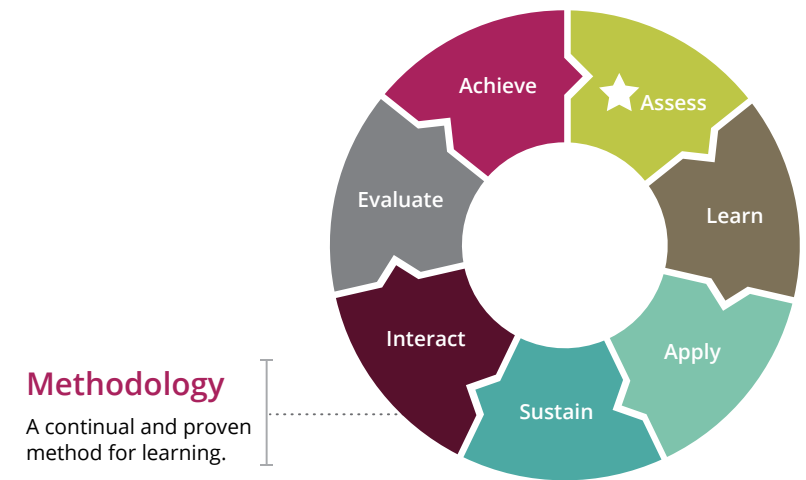 Achieve
Assess
Learn
Apply
Sustain
Interact
Evaluate
Methodology
A continual and proven
method for learning.